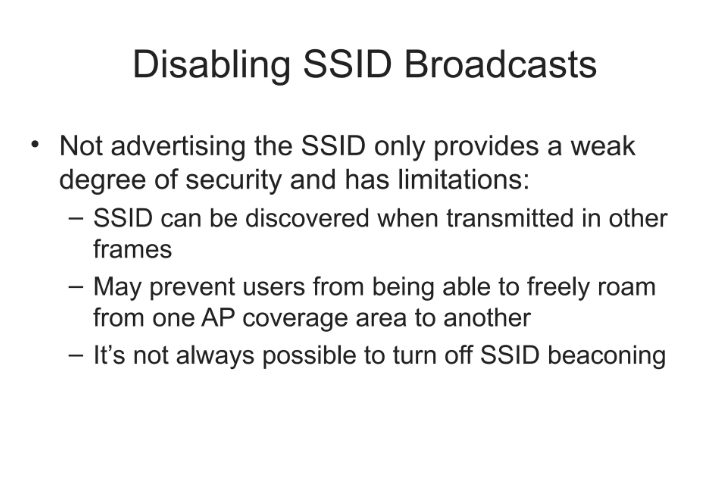 Disabling SSID Broadcasts
• Not advertising the SSID only provides a weak
degree of security and has limitations:
– SSID can be discovered when transmitted in other
frames
– May prevent users from being able to freely roam
from one AP coverage area to another
– It’s not always possible to turn off SSID beaconing